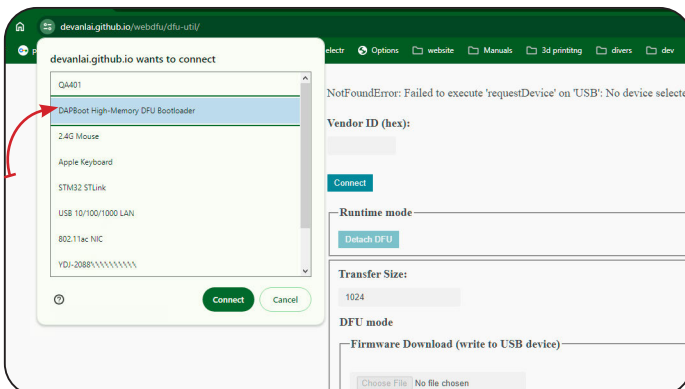 devanlai.github.io/webdfu/dfu-util/
electr Options website Manuals 3d printitng divers dev
devanlai.github.io wants to connect
QA401
DAPBoot High-Memory DFU Bootloader
2.4G Mouse
Apple Keyboard
STM32 STLink
USB 10/100/1000 LAN
802.11ac NIC
YDJ-2088\\\\\\\\\\
Connect Cancel
NotFoundError: Failed to execute 'requestDevice' on 'USB': No device selecte
Vendor ID (hex):
Connect
Runtime mode
Detach DFU
Transfer Size:
1024
DFU mode
Firmware Download (write to USB device)
Choose File No file chosen